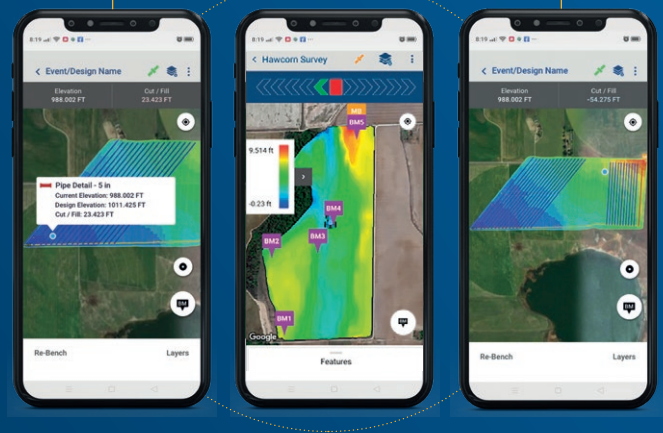 8:19
Event/Design Name
Elevation
988.002 FT
Cut / Fill
23.423 FT
Pipe Detail - 5 in
Current Elevation: 988.002 FT
Design Elevation: 1011.425 FT
Cut / Fill: 23.423 FT
BM
Re-Bench
Layers
8:19
Hawcorn Survey
MB
BM5
9.514 ft
-0.23 ft
BM4
BM3
BM2
BM1
Google
BM
Features
8:19
Event/Design Name
Elevation
988.002 FT
Cut / Fill
-54.275 FT
BM
Re-Bench
Layers